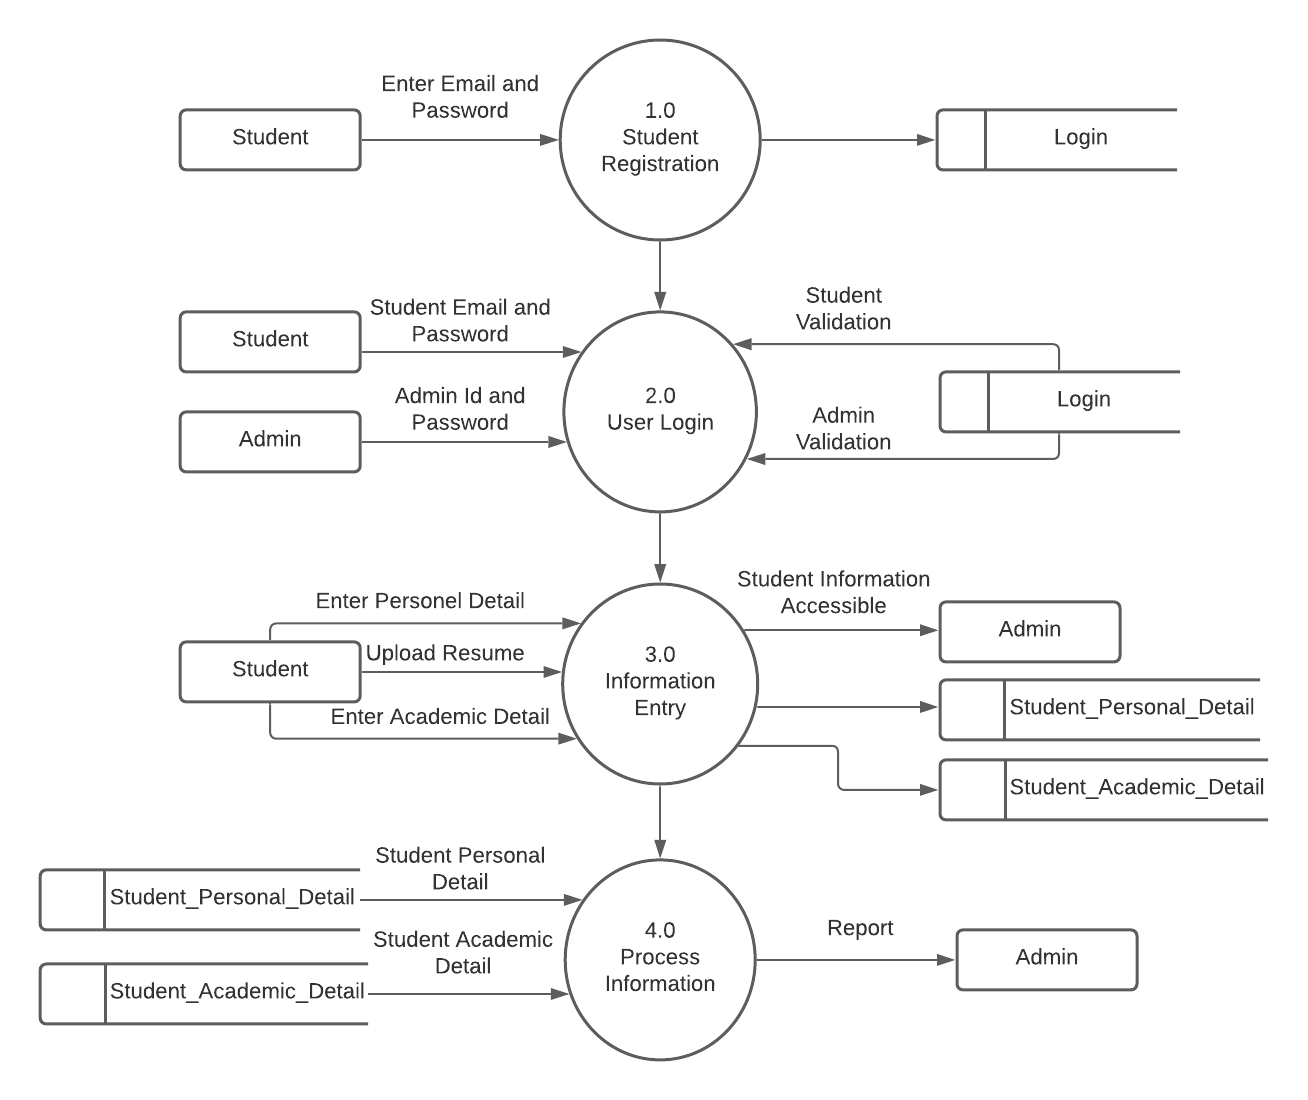 Enter Email and
Password
Student
1.0
Student
Registration
Login
Student Email and
Password
Student
Admin Id and
Password
Admin
2.0
User Login
Student
Validation
Admin
Validation
Login
Enter Personel Detail
Student
Upload Resume
Enter Academic Detail
3.0
Information
Entry
Student Information
Accessible
Admin
Student_Personal_Detail
Student_Academic_Detail
Student Personal
Detail
Student_Personal_Detail
Student Academic
Detail
Student_Academic_Detail
4.0
Process
Information
Report
Admin